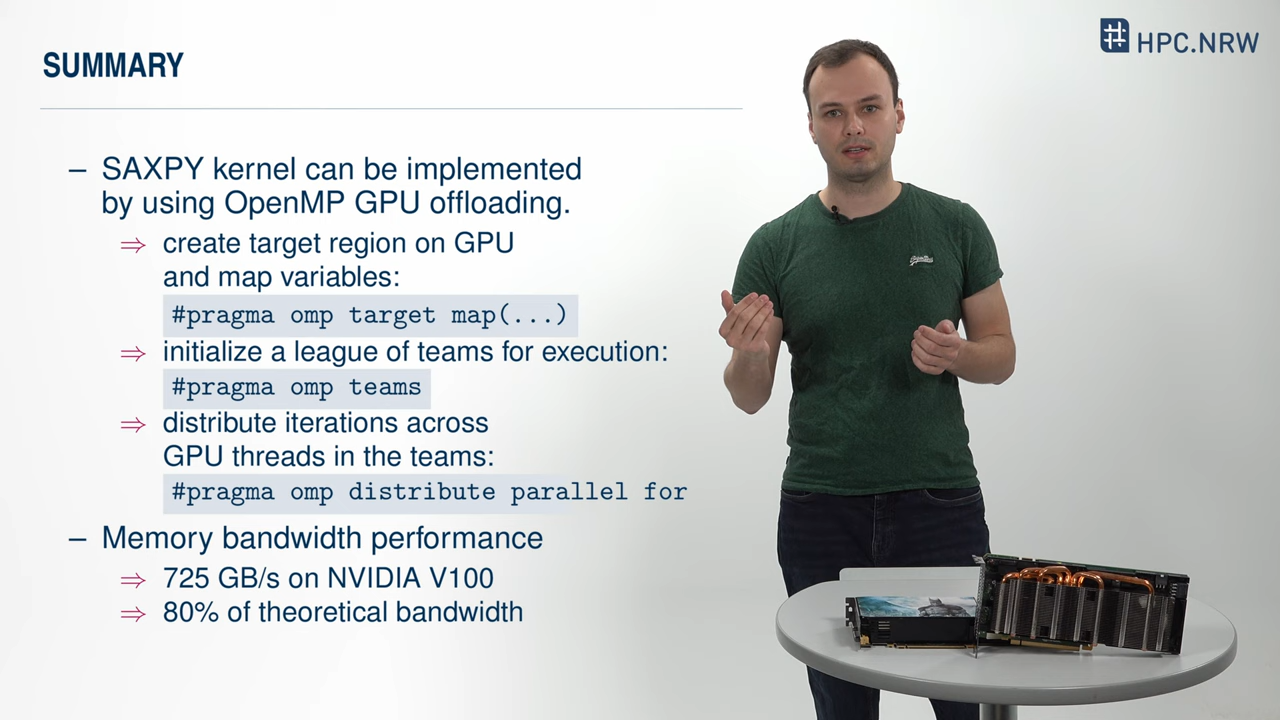 SUMMARY
HPC.NRW
– SAXPY kernel can be implemented
by using OpenMP GPU offloading.
⇒ create target region on GPU
and map variables:
#pragma omp target map(...)
⇒ initialize a league of teams for execution:
#pragma omp teams
⇒ distribute iterations across
GPU threads in the teams:
#pragma omp distribute parallel for
– Memory bandwidth performance
⇒ 725 GB/s on NVIDIA V100
⇒ 80% of theoretical bandwidth